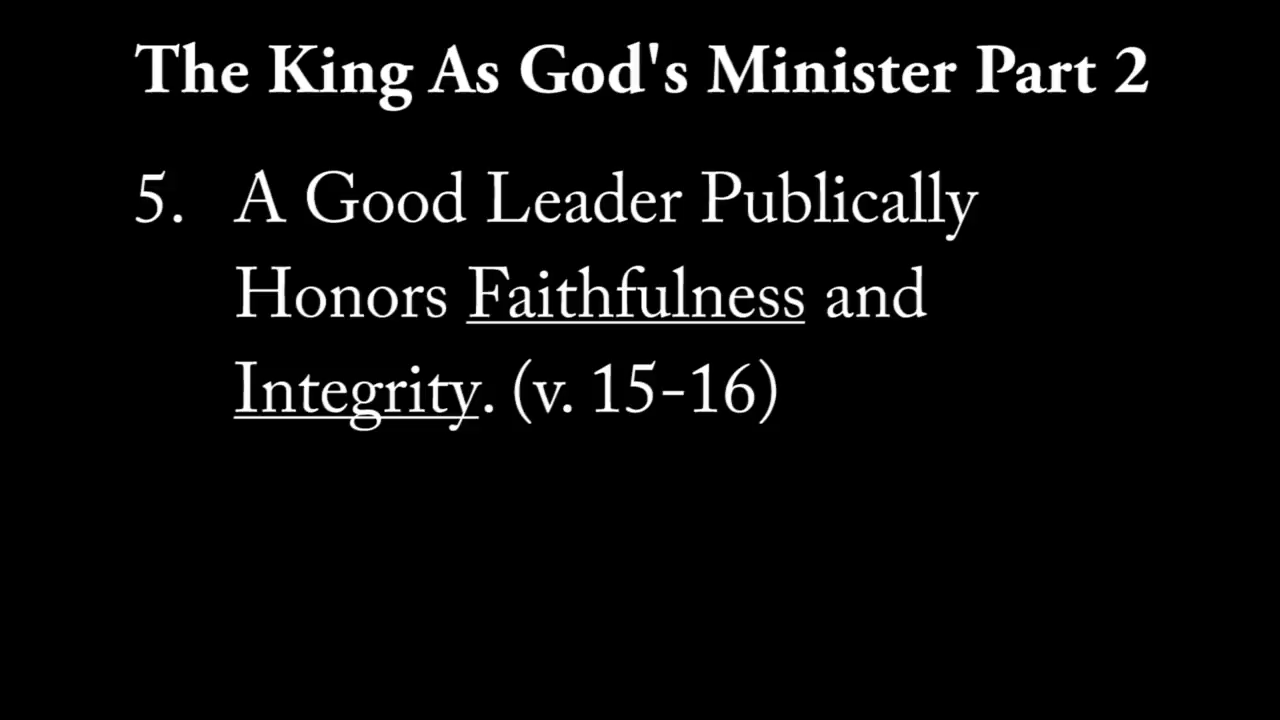 The King As God's Minister Part 2
5. A Good Leader Publically
Honors Faithfulness and
Integrity. (v. 15-16)